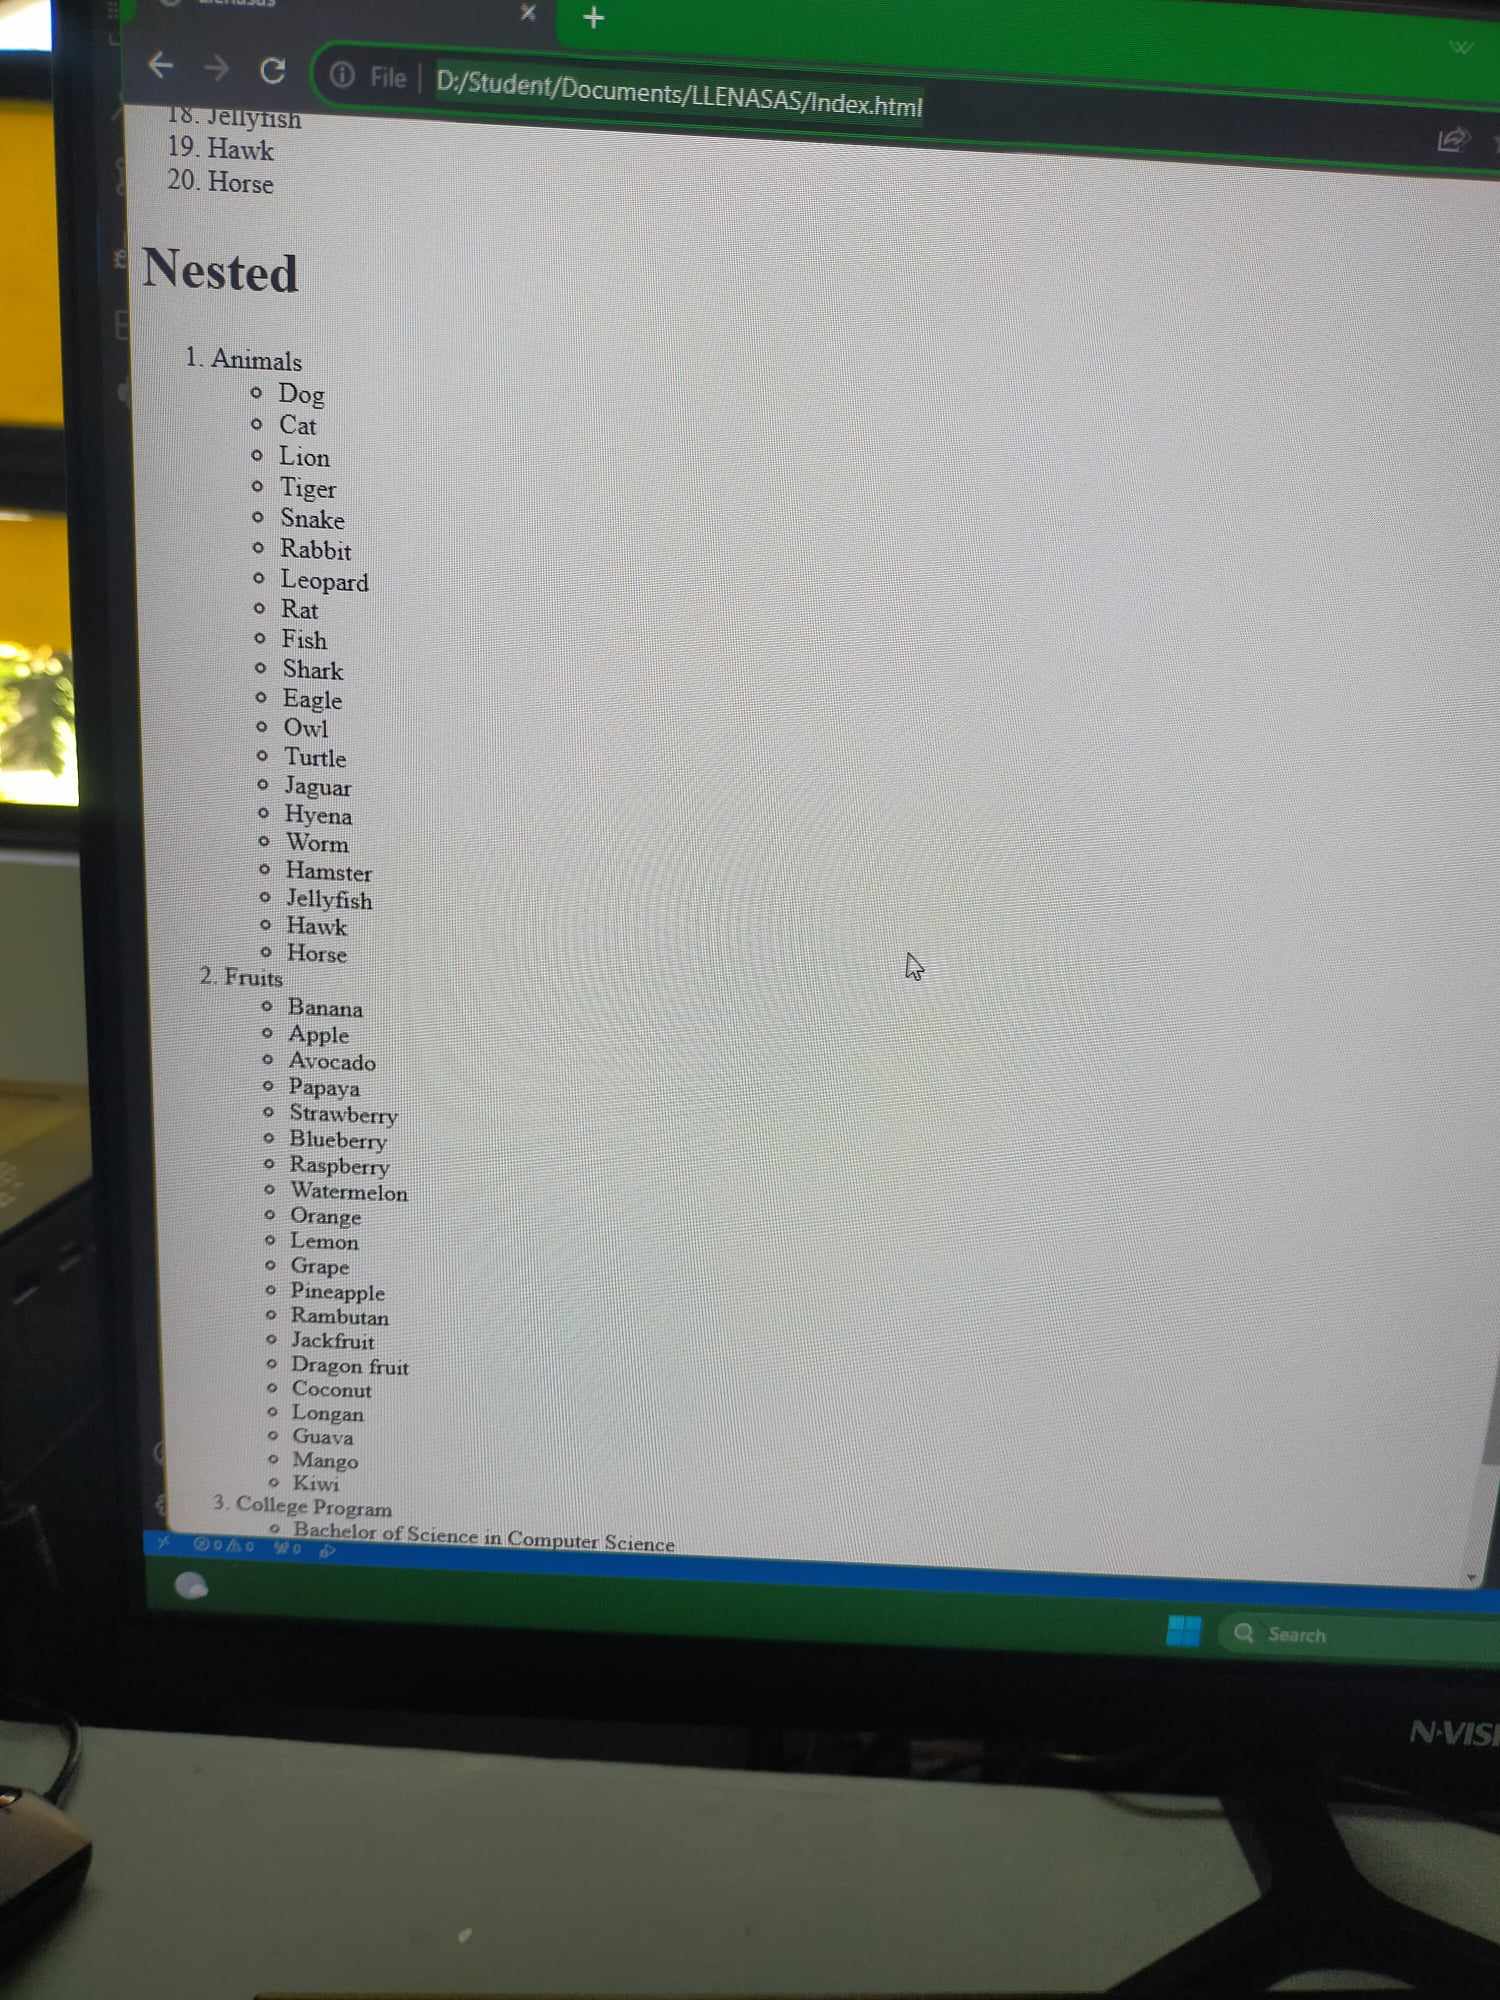 File
D:/Student/Documents/LLENASAS/Index.html
18. Jellyfish
19. Hawk
20. Horse
Nested
1. Animals
Dog
Cat
Lion
Tiger
Snake
Rabbit
Leopard
Rat
Fish
Shark
Eagle
Owl
Turtle
Jaguar
Hyena
Worm
Hamster
Jellyfish
Hawk
Horse
2. Fruits
Banana
Apple
Avocado
Papaya
Strawberry
Blueberry
Raspberry
Watermelon
Orange
Lemon
Grape
Pineapple
Rambutan
Jackfruit
Dragon fruit
Coconut
Longan
Guava
Mango
Kiwi
3. College Program
Bachelor of Science in Computer Science
0 0 0
Search
N-VISI